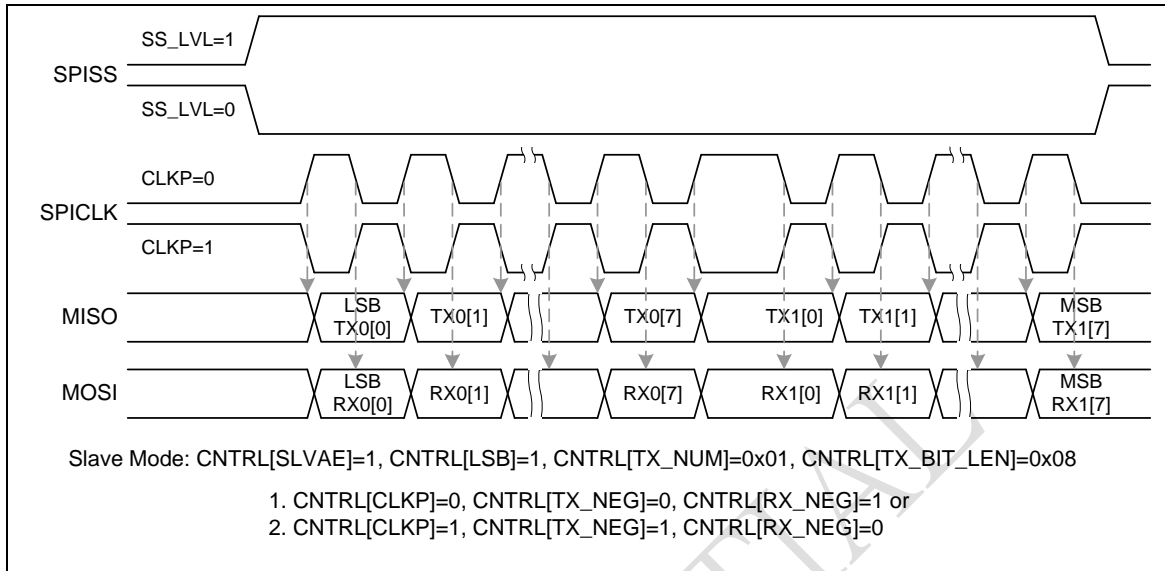 SS_LVL=1
SPISS
SS_LVL=0
CLKP=0
SPICLK
CLKP=1
MISO
LSB
TX0[0]
TX0[1]
TX0[7]
TX1[0]
TX1[1]
MSB
TX1[7]
MOSI
LSB
RX0[0]
RX0[1]
RX0[7]
RX1[0]
RX1[1]
MSB
RX1[7]
Slave Mode: CNTRL[SLVAE]=1, CNTRL[LSB]=1, CNTRL[TX_NUM]=0x01, CNTRL[TX_BIT_LEN]=0x08
1. CNTRL[CLKP]=0, CNTRL[TX_NEG]=0, CNTRL[RX_NEG]=1 or
2. CNTRL[CLKP]=1, CNTRL[TX_NEG]=1, CNTRL[RX_NEG]=0